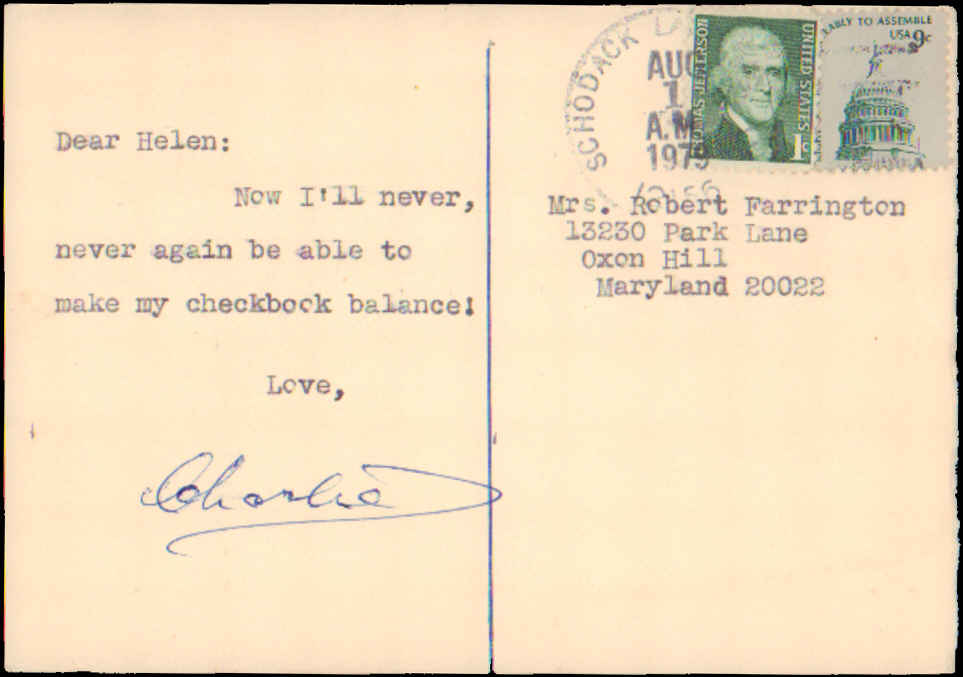 Dear Helen:
Now I'll never,
never again be able to
make my checkbook balance!
Love,
Charlie
SCHODACK
AUG
1
A.M
1975
THOMAS JEFFERSON
UNITED STATES
1c
ABLY TO ASSEMBLE
USA 9c
Mrs. Robert Farrington
13230 Park Lane
Oxon Hill
Maryland 20022